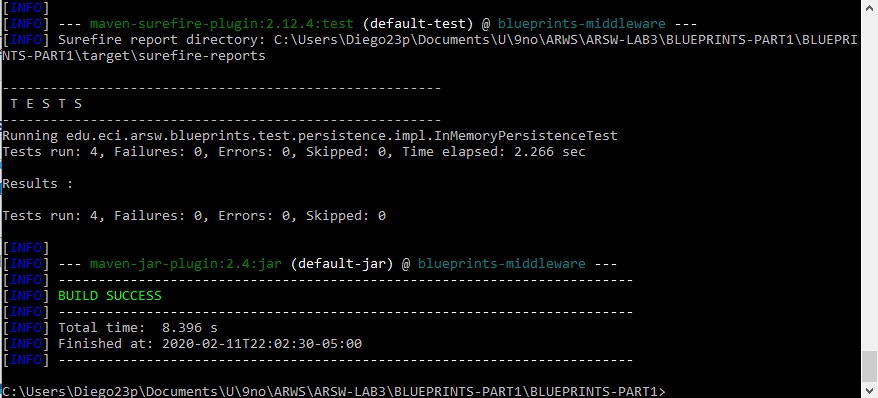 [INFO]
[INFO] --- maven-surefire-plugin:2.12.4:test (default-test) @ blueprints-middleware ---
[INFO] Surefire report directory: C:\Users\Diego23p\Documents\U\9no\ARWS\ARSW-LAB3\BLUEPRINTS-PART1\BLUEPRI
NTS-PART1\target\surefire-reports
-------------------------------------------------------
 T E S T S
-------------------------------------------------------
Running edu.eci.arsw.blueprints.test.persistence.impl.InMemoryPersistenceTest
Tests run: 4, Failures: 0, Errors: 0, Skipped: 0, Time elapsed: 2.266 sec
Results :
Tests run: 4, Failures: 0, Errors: 0, Skipped: 0
[INFO]
[INFO] --- maven-jar-plugin:2.4:jar (default-jar) @ blueprints-middleware ---
[INFO] ------------------------------------------------------------------------
[INFO] BUILD SUCCESS
[INFO] ------------------------------------------------------------------------
[INFO] Total time:  8.396 s
[INFO] Finished at: 2020-02-11T22:02:30-05:00
[INFO] ------------------------------------------------------------------------
C:\Users\Diego23p\Documents\U\9no\ARWS\ARSW-LAB3\BLUEPRINTS-PART1\BLUEPRINTS-PART1>